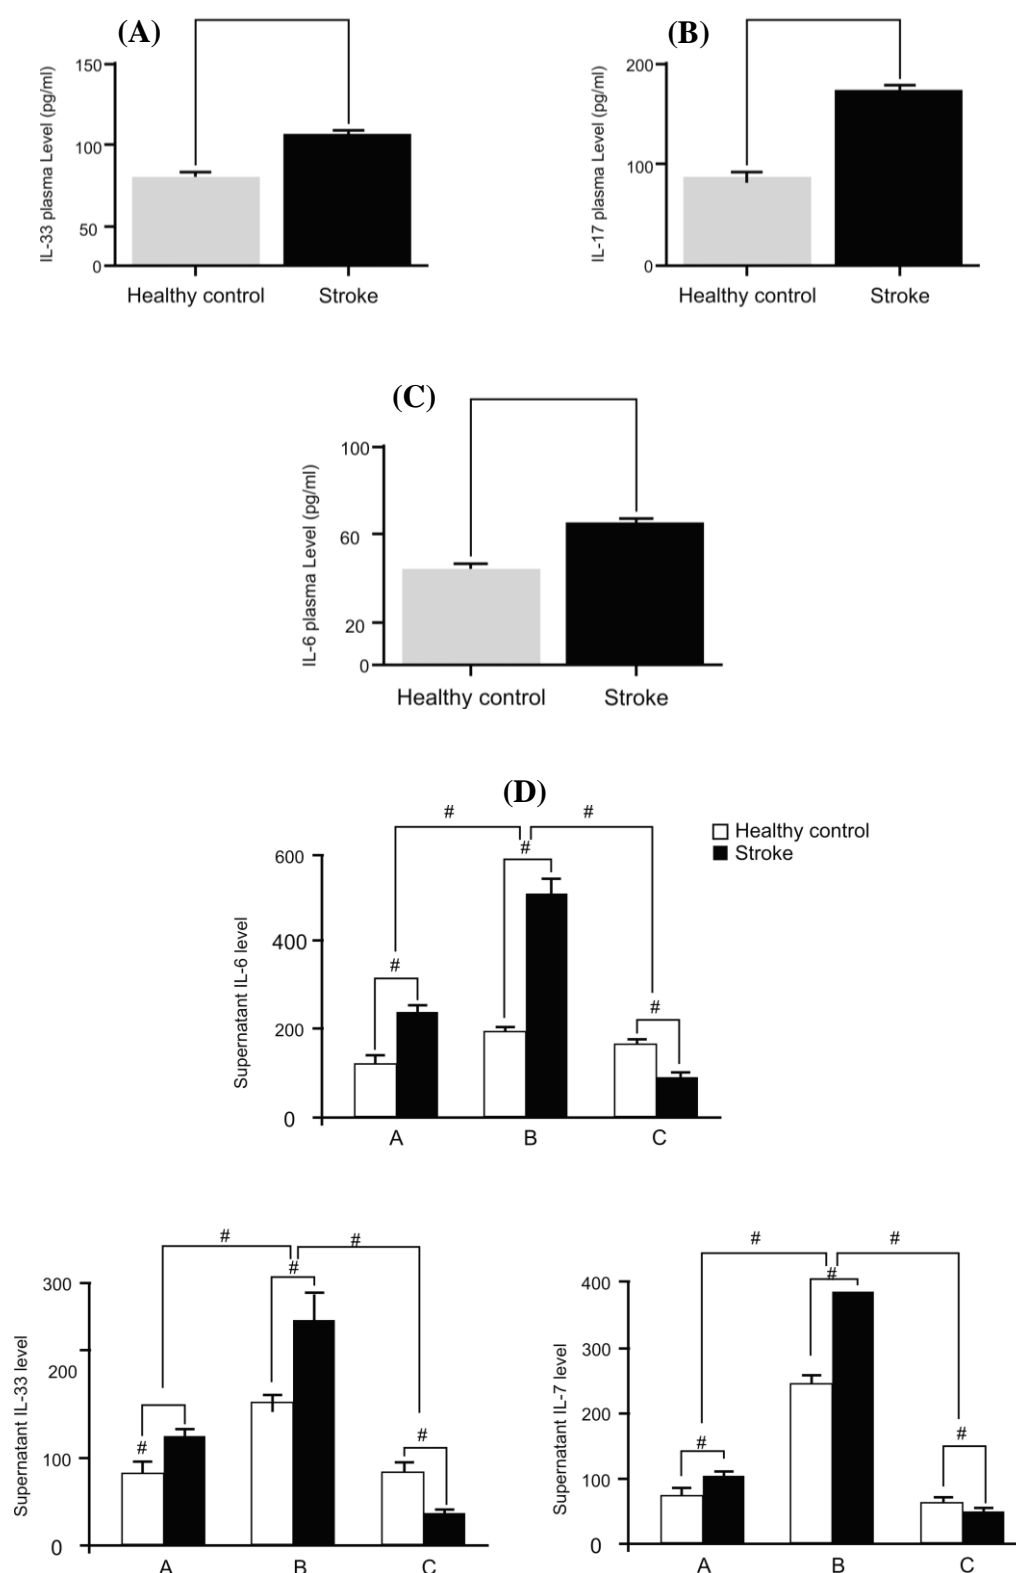 (A)
IL-33 plasma Level (pg/ml)
150
100
50
0
Healthy control Stroke
(B)
IL-17 plasma Level (pg/ml)
200
100
0
Healthy control Stroke
(C)
IL-6 plasma Level (pg/ml)
100
60
20
0
Healthy control Stroke
(D)
# #
Healthy control
Stroke
#
#
#
Supernatant IL-6 level
600
400
200
0
A B C
# #
#
#
#
Supernatant IL-33 level
300
200
100
0
A B C
# #
#
#
#
Supernatant IL-7 level
400
300
200
100
0
A B C